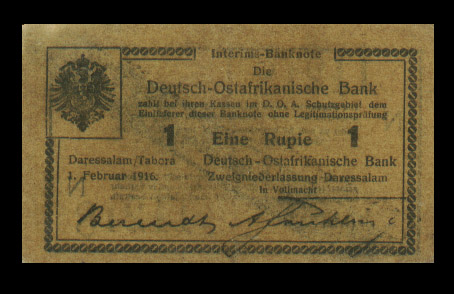 Interims-Banknote
Die
Deutsch-Ostafrikanische Bank
zahlt bei ihren Kassen im D. O. A. Schutzgebiet dem
Einlieferer dieser Banknote ohne Legitimationsprüfung
1 Eine Rupie 1
Daressalam/Tabora Deutsch-Ostafrikanische Bank
1. Februar 1916. Zweigniederlassung Daressalam
In Vollmacht